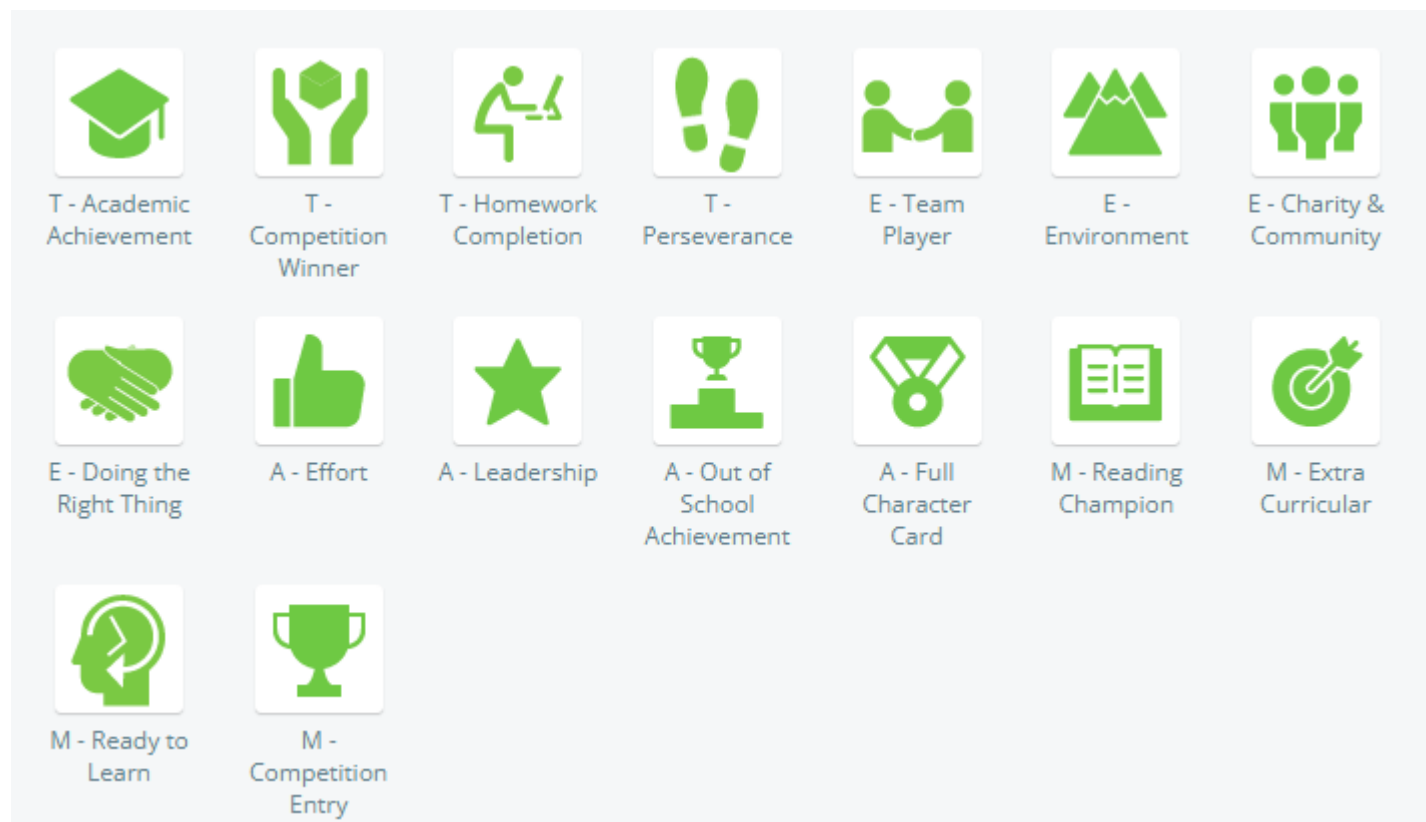 T - Academic
Achievement
T -
Competition
Winner
T - Homework
Completion
T -
Perseverance
E - Team
Player
E -
Environment
E - Charity &
Community
E - Doing the
Right Thing
A - Effort
A - Leadership
A - Out of
School
Achievement
A - Full
Character
Card
M - Reading
Champion
M - Extra
Curricular
M - Ready to
Learn
M -
Competition
Entry